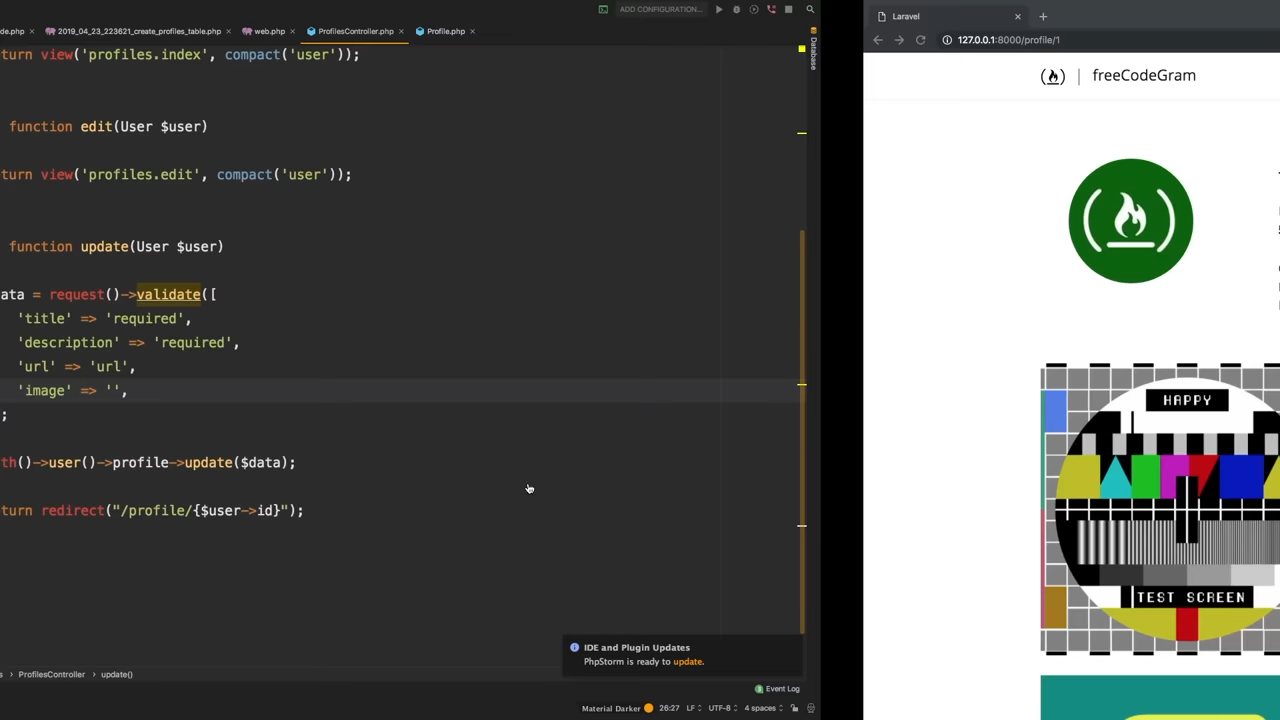 ADD CONFIGURATION...
de.php
2019_04_23_223621_create_profiles_table.php
web.php
ProfilesController.php
Profile.php
Database
turn view('profiles.index', compact('user'));
function edit(User $user)
turn view('profiles.edit', compact('user'));
function update(User $user)
ata = request()->validate([
'title' => 'required',
'description' => 'required',
'url' => 'url',
'image' => '',
;
th()->user()->profile->update($data);
turn redirect("/profile/{$user->id}");
IDE and Plugin Updates
PhpStorm is ready to update.
s
ProfilesController
update()
Event Log
Material Darker
26:27
LF
UTF-8
4 spaces
Laravel
127.0.0.1:8000/profile/1
freeCodeGram
HAPPY
TEST SCREEN